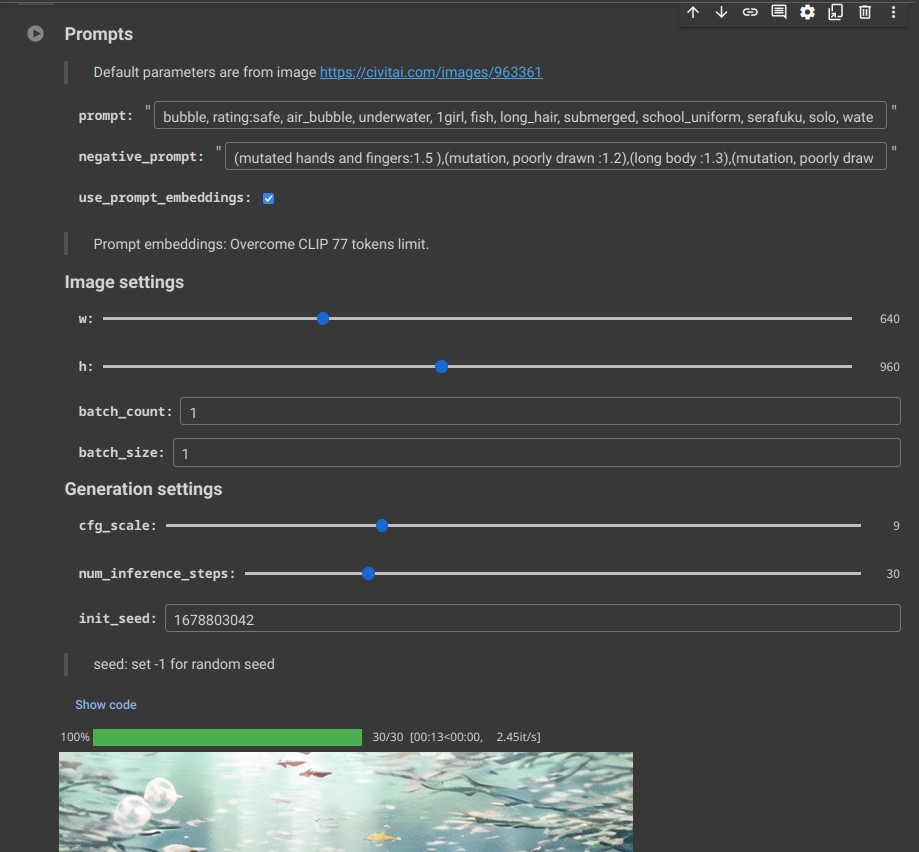 Prompts
Default parameters are from image https://civitai.com/images/963361
prompt: " bubble, rating:safe, air_bubble, underwater, 1girl, fish, long_hair, submerged, school_uniform, serafuku, solo, wate "
negative_prompt: " (mutated hands and fingers:1.5 ),(mutation, poorly drawn :1.2),(long body :1.3),(mutation, poorly draw "
use_prompt_embeddings:
Prompt embeddings: Overcome CLIP 77 tokens limit.
Image settings
w: 640
h: 960
batch_count: 1
batch_size: 1
Generation settings
cfg_scale: 9
num_inference_steps: 30
init_seed: 1678803042
seed: set -1 for random seed
Show code
100% 30/30 [00:13<00:00, 2.45it/s]